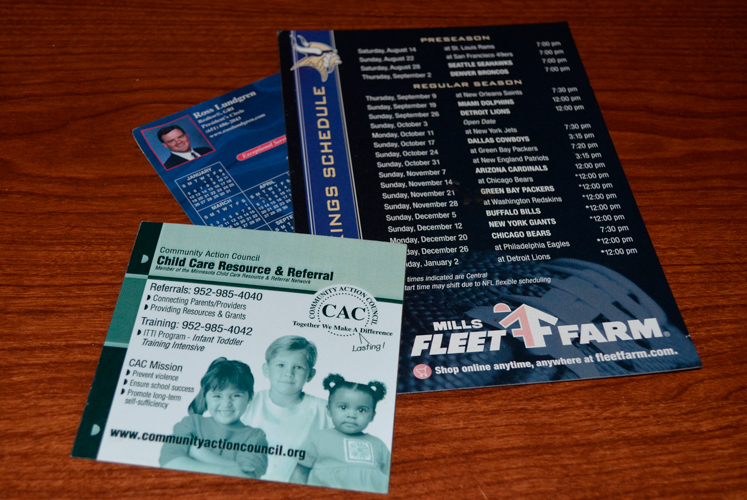 Ross Lundgren
Realtor®, GRI
President's Circle
www.rosslundgren.com
Exceptional
JANUARY
MARCH
VIKINGS SCHEDULE
PRESEASON
Saturday, August 14 at St. Louis Rams 7:00 pm
Sunday, August 22 at San Francisco 49ers 7:00 pm
Saturday, August 28 SEATTLE SEAHAWKS 7:00 pm
Thursday, September 2 DENVER BRONCOS 7:00 pm
REGULAR SEASON
Thursday, September 9 at New Orleans Saints 7:30 pm
Sunday, September 19 MIAMI DOLPHINS 12:00 pm
Sunday, September 26 DETROIT LIONS 12:00 pm
Sunday, October 3 Open Date
Monday, October 11 at New York Jets 7:30 pm
Sunday, October 17 DALLAS COWBOYS 3:15 pm
Sunday, October 24 at Green Bay Packers 7:20 pm
Sunday, October 31 at New England Patriots 3:15 pm
Sunday, November 7 ARIZONA CARDINALS 12:00 pm
Sunday, November 14 at Chicago Bears *12:00 pm
Sunday, November 21 GREEN BAY PACKERS *12:00 pm
Sunday, November 28 at Washington Redskins *12:00 pm
Sunday, December 5 BUFFALO BILLS *12:00 pm
Sunday, December 12 NEW YORK GIANTS *12:00 pm
Monday, December 20 CHICAGO BEARS 7:30 pm
December 26 at Philadelphia Eagles *12:00 pm
January 2 at Detroit Lions *12:00 pm
times indicated are Central
start time may shift due to NFL flexible scheduling
MILLS
FLEET FARM®
Shop online anytime, anywhere at fleetfarm.com.
Community Action Council
Child Care Resource & Referral
Member of the Minnesota Child Care Resource & Referral Network
Referrals: 952-985-4040
Connecting Parents/Providers
Providing Resources & Grants
Training: 952-985-4042
ITTI Program - Infant Toddler
Training Intensive
COMMUNITY ACTION COUNCIL
CAC
Together We Make A Difference
Lasting!
CAC Mission
Prevent violence
Ensure school success
Promote long-term
self-sufficiency
www.communityactioncouncil.org